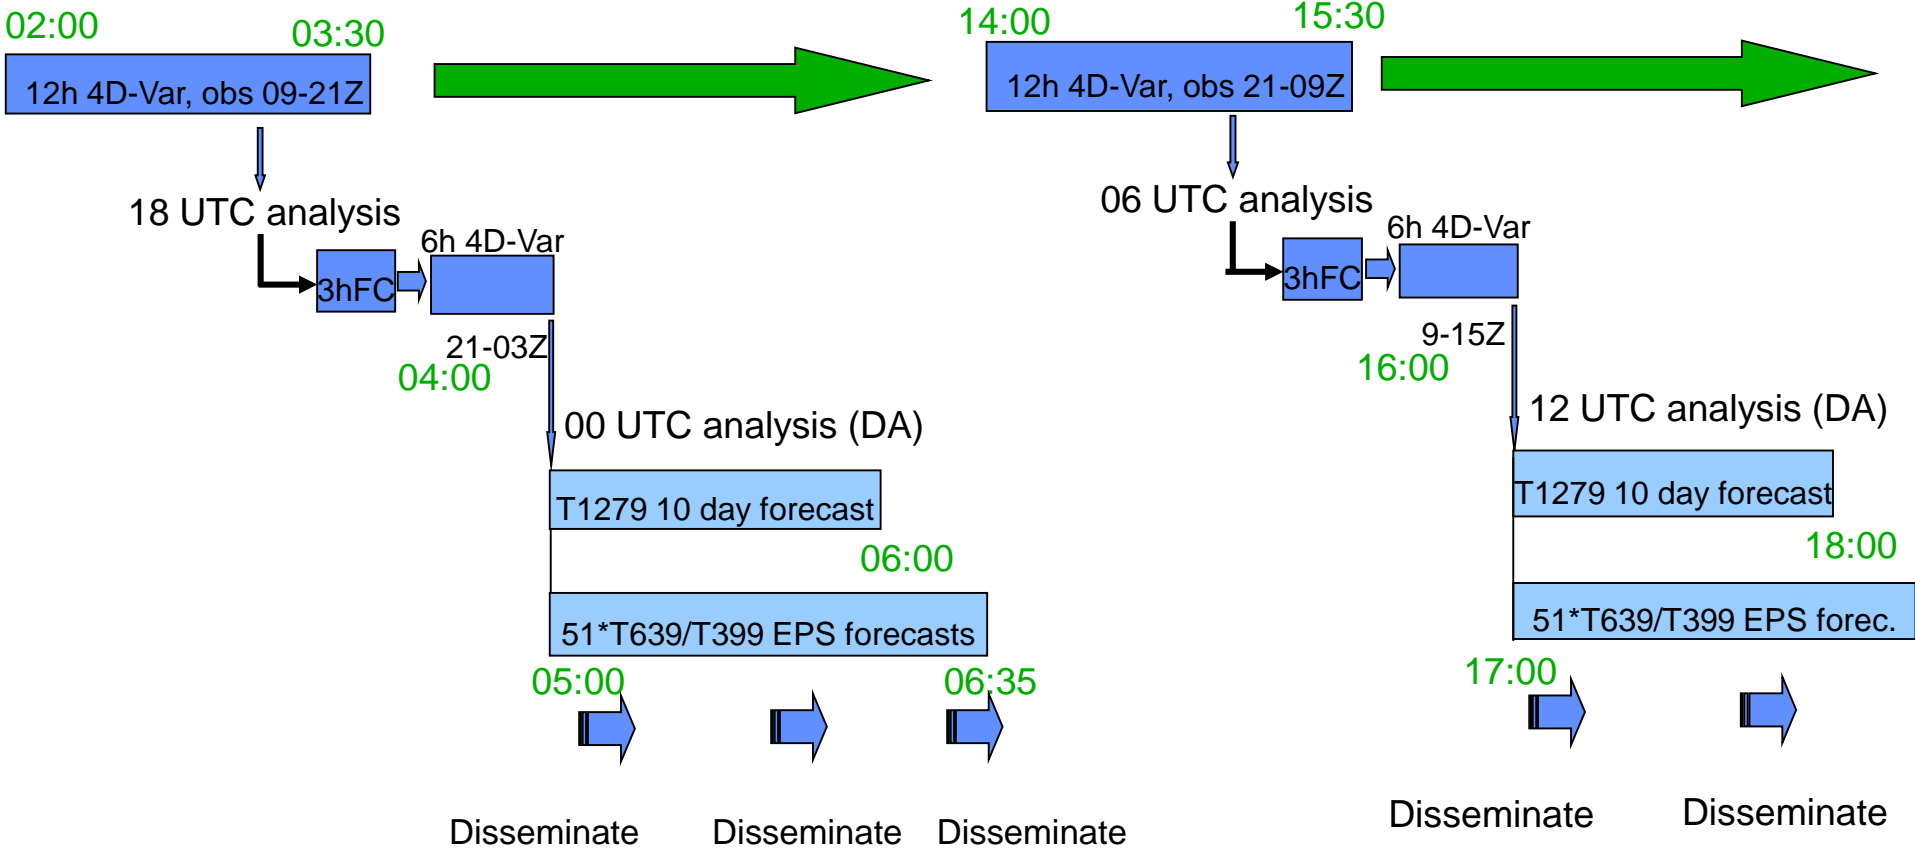 02:00
03:30
12h 4D-Var, obs 09-21Z
18 UTC analysis
3hFC
6h 4D-Var
21-03Z
04:00
00 UTC analysis (DA)
T1279 10 day forecast
06:00
51*T639/T399 EPS forecasts
05:00
06:35
Disseminate
Disseminate
Disseminate
14:00
15:30
12h 4D-Var, obs 21-09Z
06 UTC analysis
3hFC
6h 4D-Var
9-15Z
16:00
12 UTC analysis (DA)
T1279 10 day forecast
18:00
51*T639/T399 EPS forec.
17:00
Disseminate
Disseminate